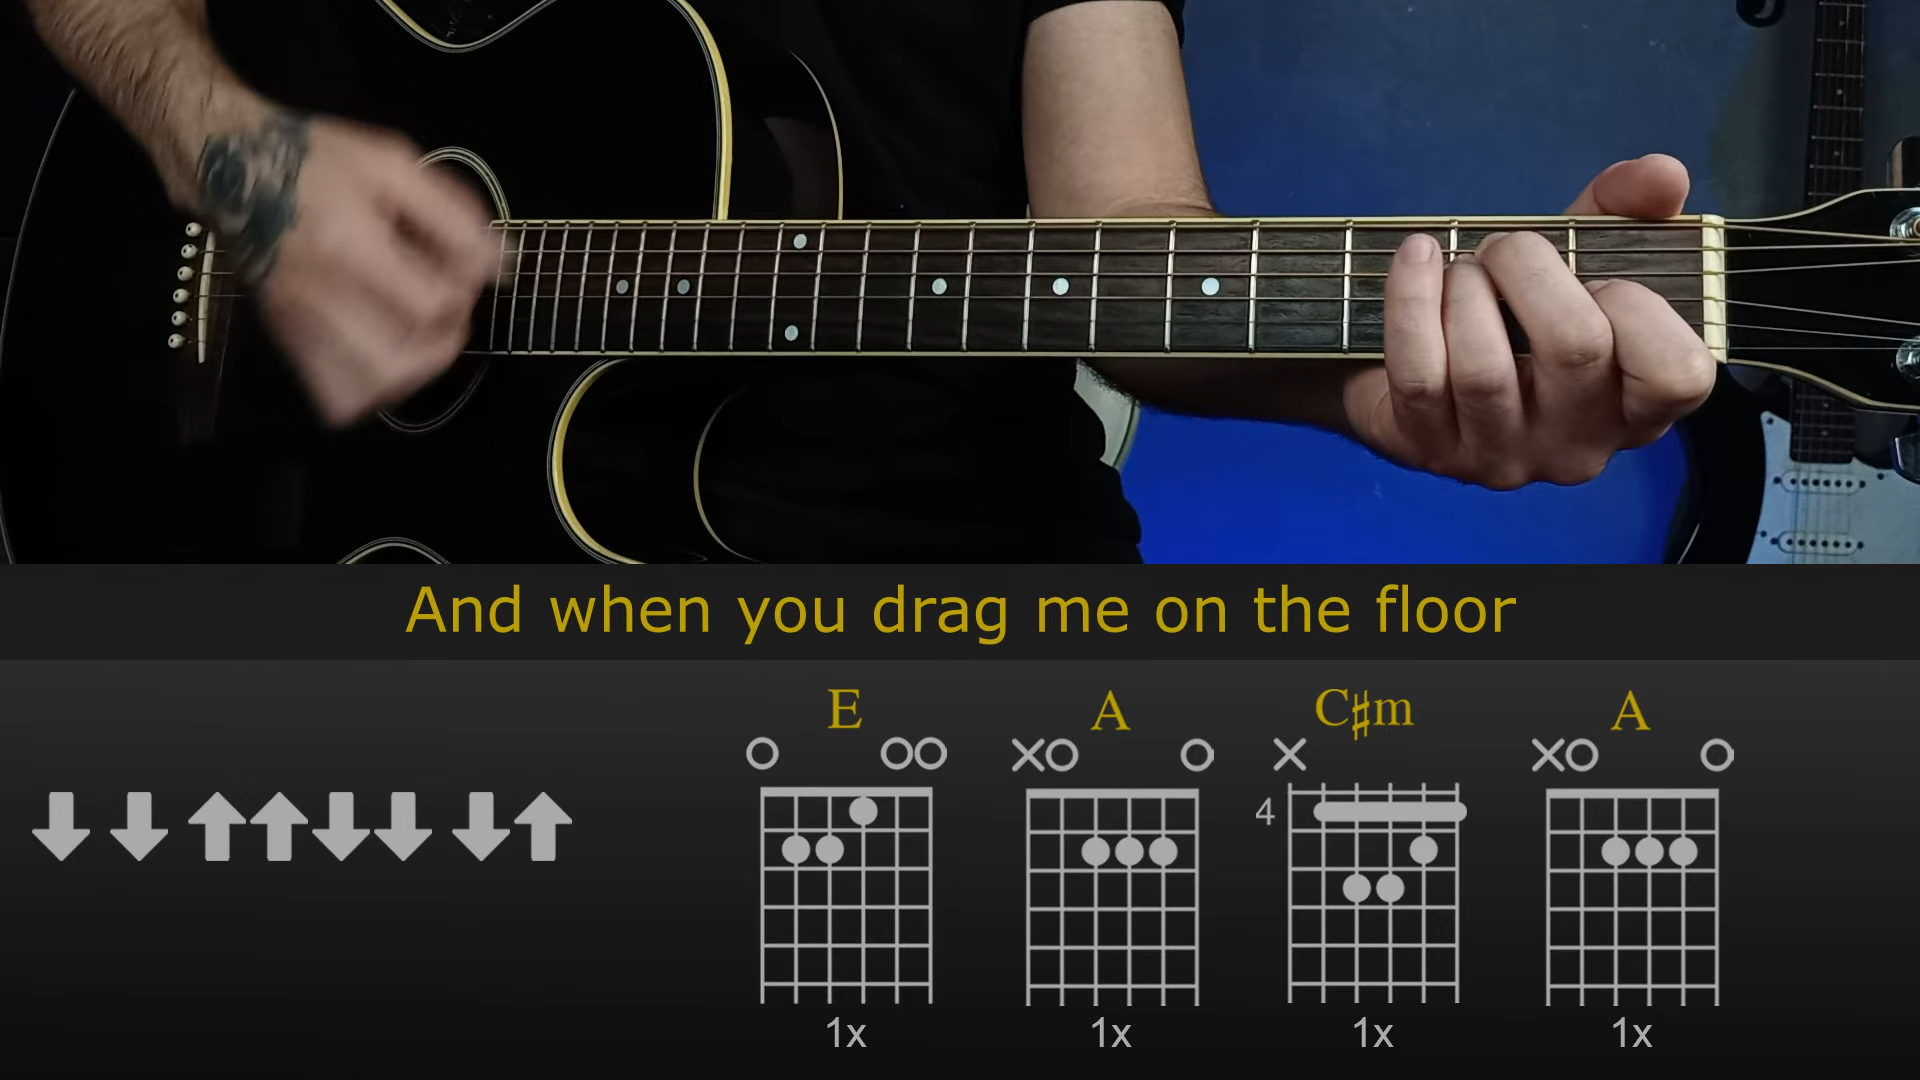 And when you drag me on the floor
E A C♯m A
4
1x 1x 1x 1x